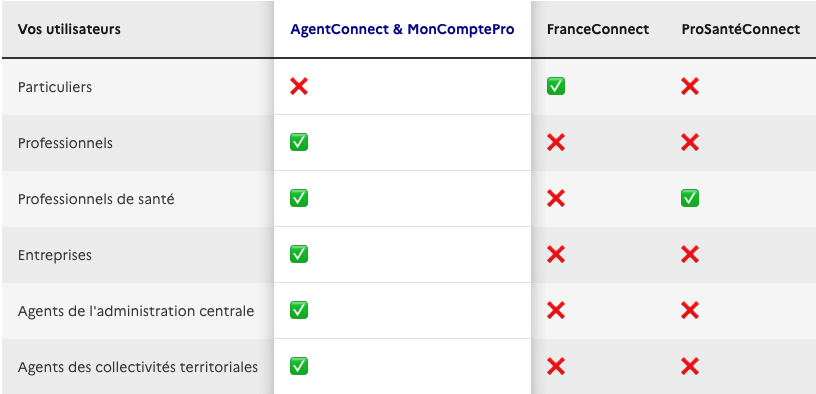 Vos utilisateurs AgentConnect & MonComptePro FranceConnect ProSantéConnect
Particuliers ❌ ✅ ❌
Professionnels ✅ ❌ ❌
Professionnels de santé ✅ ❌ ✅
Entreprises ✅ ❌ ❌
Agents de l'administration centrale ✅ ❌ ❌
Agents des collectivités territoriales ✅ ❌ ❌